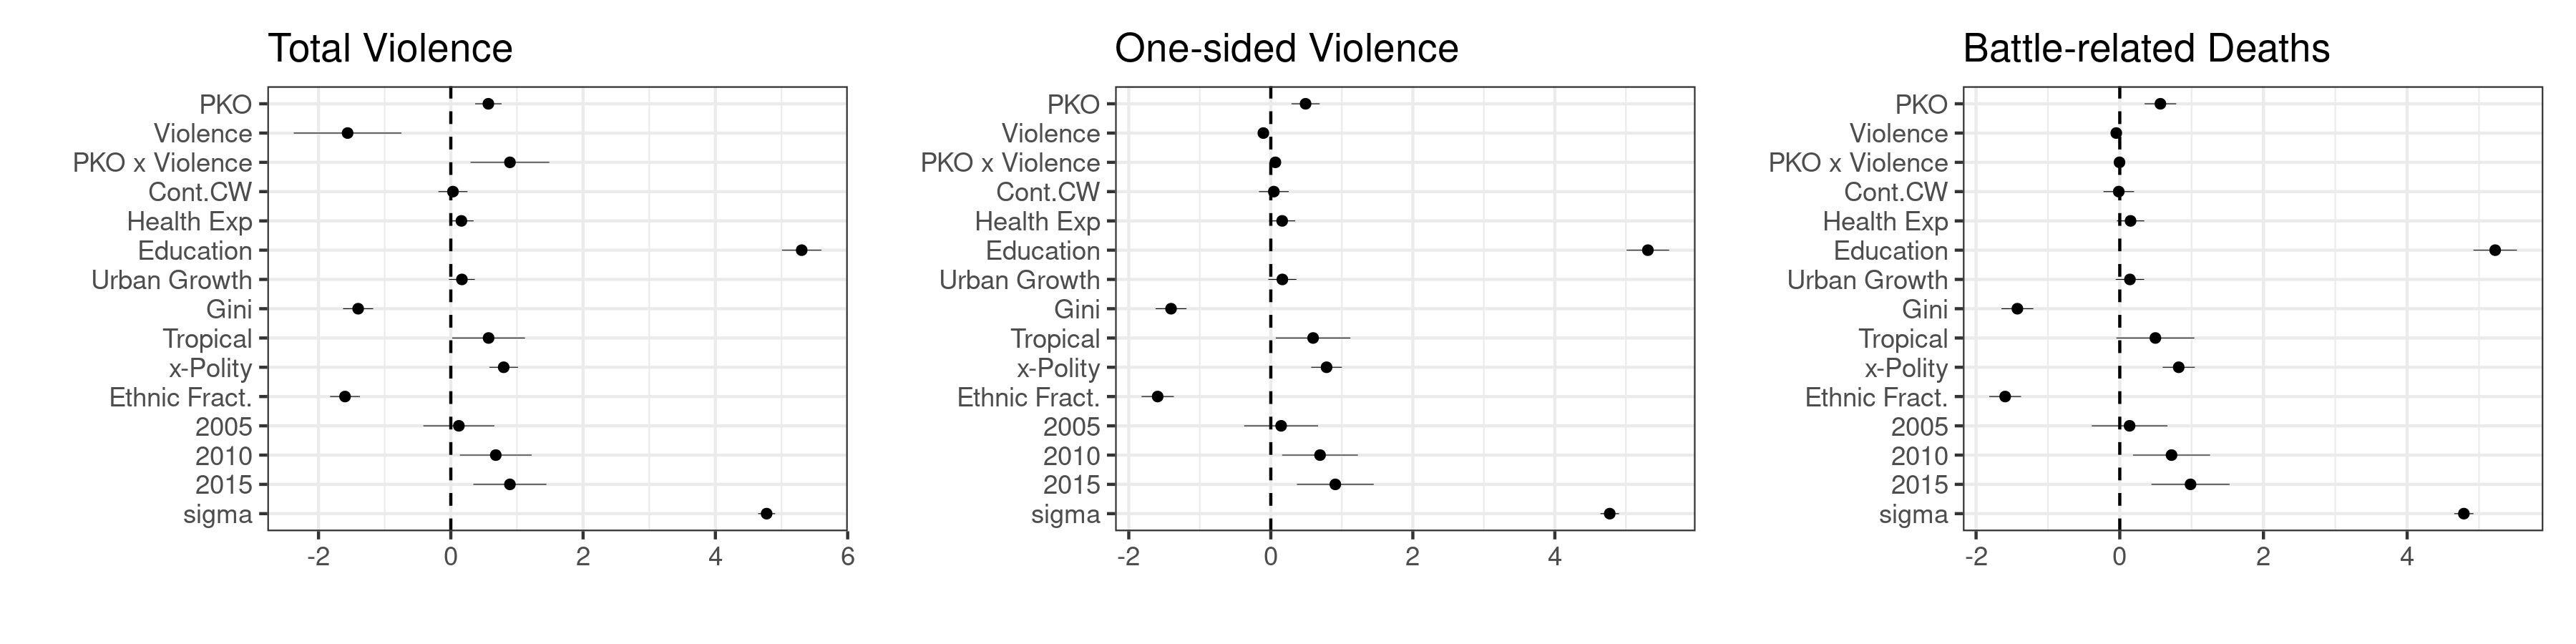 Total Violence
PKO
Violence
PKO x Violence
Cont.CW
Health Exp
Education
Urban Growth
Gini
Tropical
x-Polity
Ethnic Fract.
2005
2010
2015
sigma
-2 0 2 4 6
One-sided Violence
PKO
Violence
PKO x Violence
Cont.CW
Health Exp
Education
Urban Growth
Gini
Tropical
x-Polity
Ethnic Fract.
2005
2010
2015
sigma
-2 0 2 4
Battle-related Deaths
PKO
Violence
PKO x Violence
Cont.CW
Health Exp
Education
Urban Growth
Gini
Tropical
x-Polity
Ethnic Fract.
2005
2010
2015
sigma
-2 0 2 4